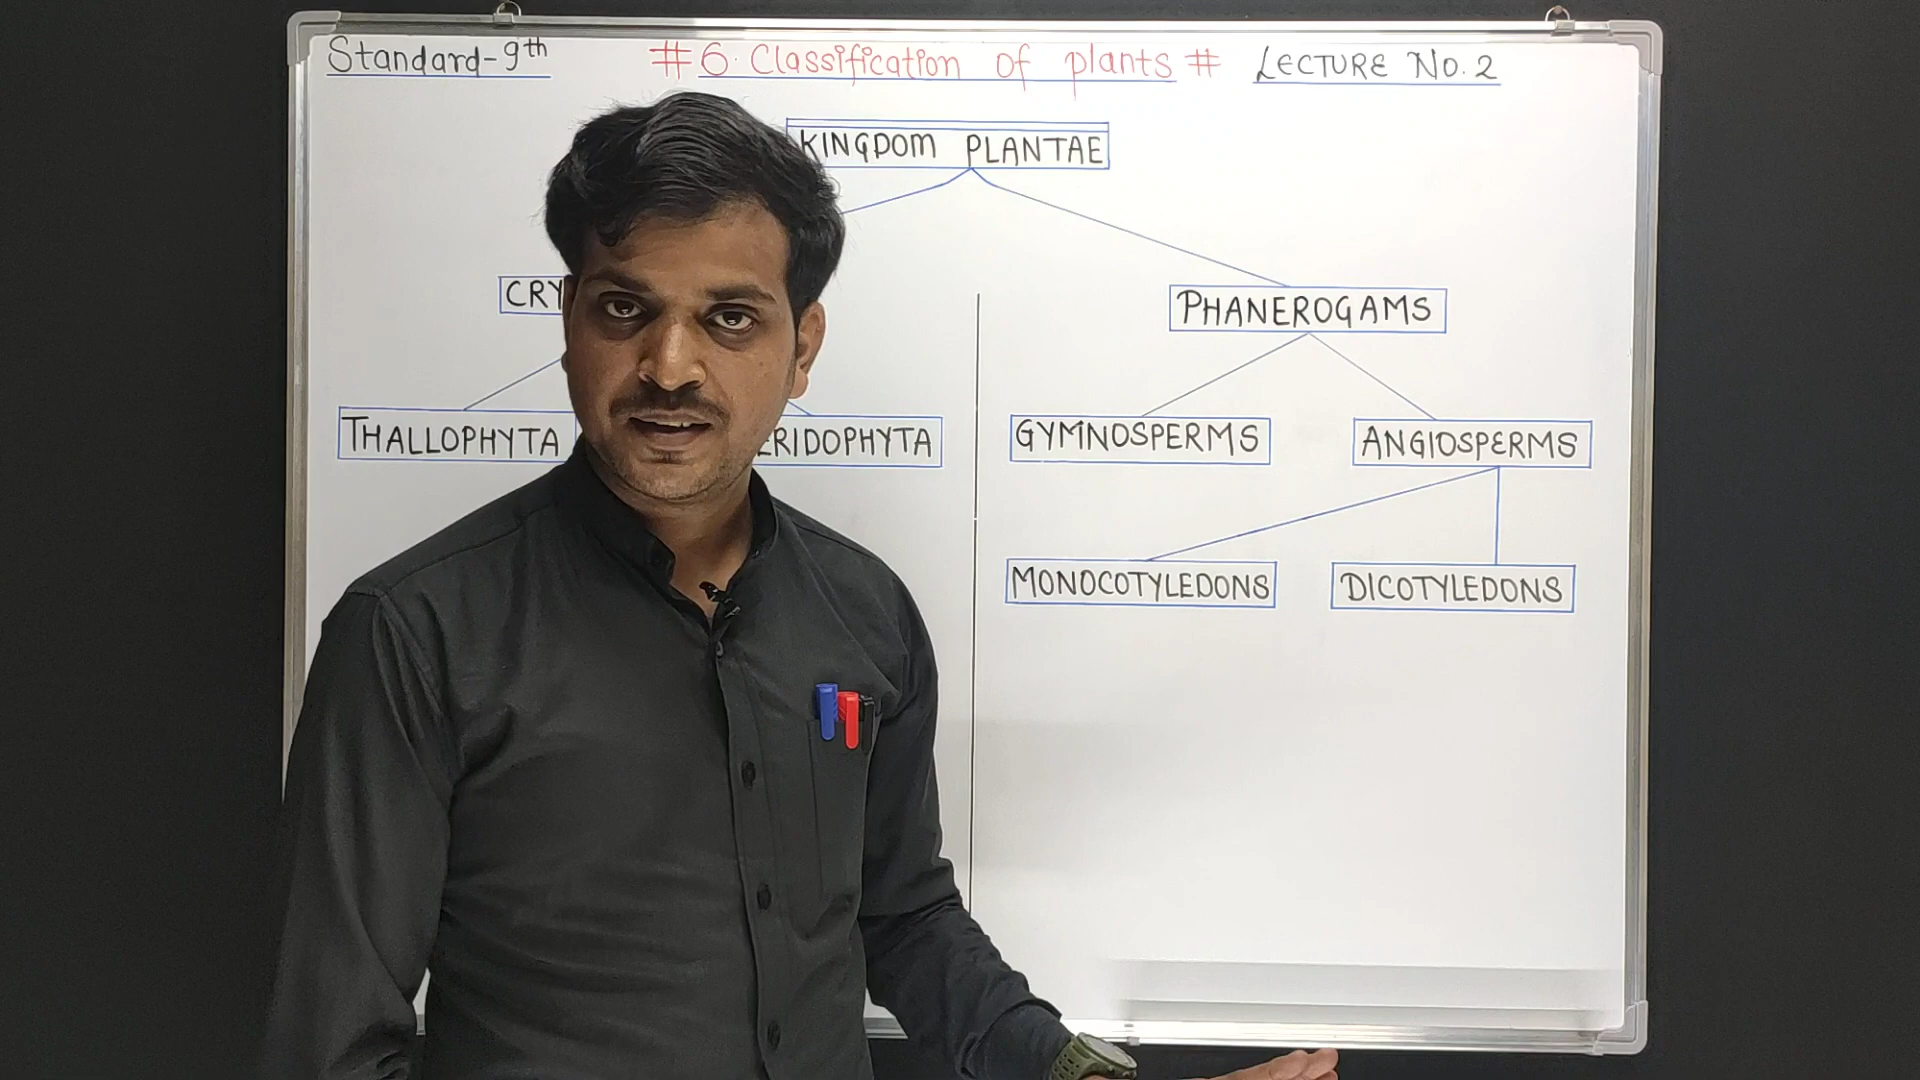 Standard-9th #6. Classification of plants # LECTURE NO. 2
KINGDOM PLANTAE
CRY
PHANEROGAMS
THALLOPHYTA ERIDOPHYTA GYMNOSPERMS ANGIOSPERMS
MONOCOTYLEDONS DICOTYLEDONS